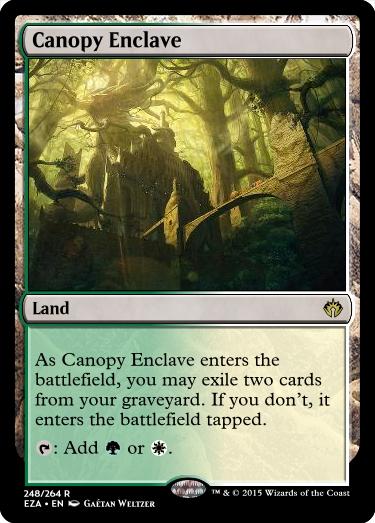 Canopy Enclave
Land
As Canopy Enclave enters the
battlefield, you may exile two cards
from your graveyard. If you don't, it
enters the battlefield tapped.
: Add or .
248/264 R
EZA • EN GAËTAN WELTZER
™ & © 2015 Wizards of the Coast